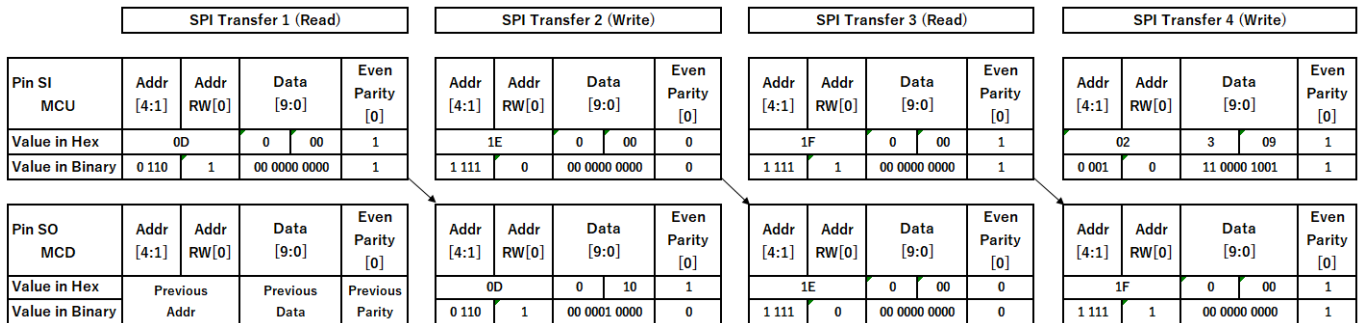 SPI Transfer 1 (Read) SPI Transfer 2 (Write) SPI Transfer 3 (Read) SPI Transfer 4 (Write)
Pin SI MCU Addr [4:1] Addr RW[0] Data [9:0] Even Parity [0] Addr [4:1] Addr RW[0] Data [9:0] Even Parity [0] Addr [4:1] Addr RW[0] Data [9:0] Even Parity [0] Addr [4:1] Addr RW[0] Data [9:0] Even Parity [0]
Value in Hex 0D 0 00 1 1E 0 00 0 1F 0 00 1 02 3 09 1
Value in Binary 0 110 1 00 0000 0000 1 1 111 0 00 0000 0000 0 1 111 1 00 0000 0000 1 0 001 0 11 0000 1001 1
Pin SO MCD Addr [4:1] Addr RW[0] Data [9:0] Even Parity [0] Addr [4:1] Addr RW[0] Data [9:0] Even Parity [0] Addr [4:1] Addr RW[0] Data [9:0] Even Parity [0] Addr [4:1] Addr RW[0] Data [9:0] Even Parity [0]
Value in Hex Previous Previous Previous 0D 0 10 1 1E 0 00 0 1F 0 00 1
Value in Binary Addr Data Parity 0 110 1 00 0001 0000 0 1 111 0 00 0000 0000 0 1 111 1 00 0000 0000 1